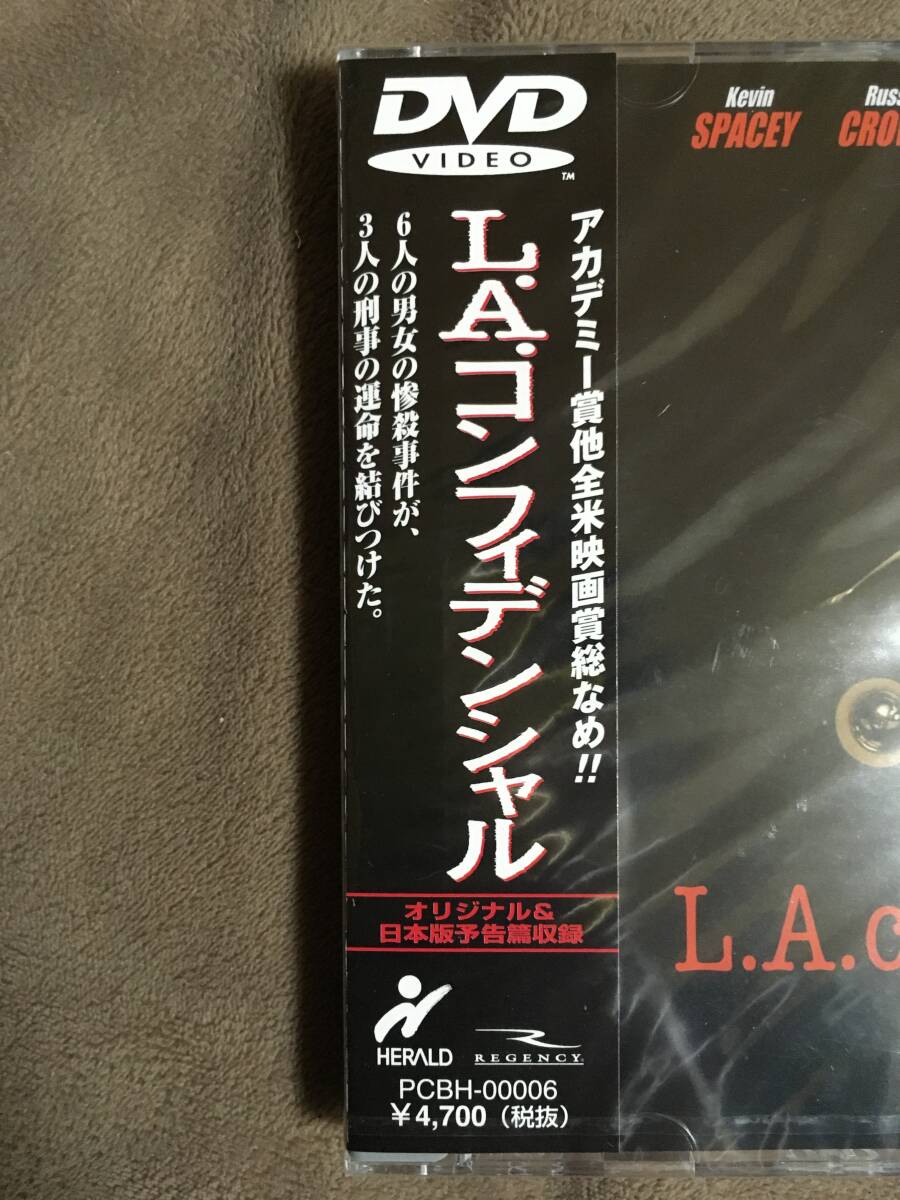 DVD
VIDEO
TM
アカデミー賞他全米映画賞総なめ!!
L.A.コンフィデンシャル
6人の男女の惨殺事件が、
3人の刑事の運命を結びつけた。
オリジナル&
日本版予告篇収録
HERALD
REGENCY
PCBH-00006
¥4,700（税抜）
Kevin
SPACEY
Russ
CROW
L.A.c